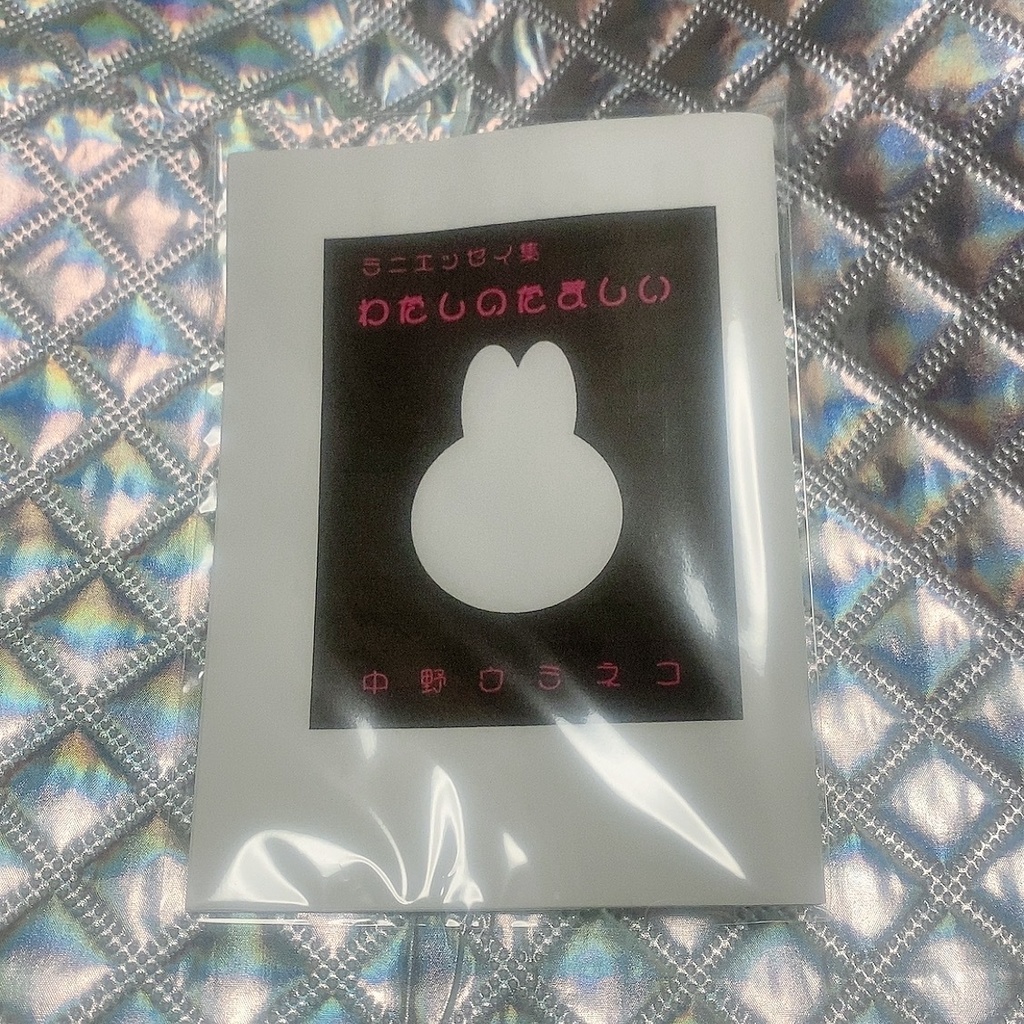 ミニエッセイ集
わたしのたましい
中野ウラネコ